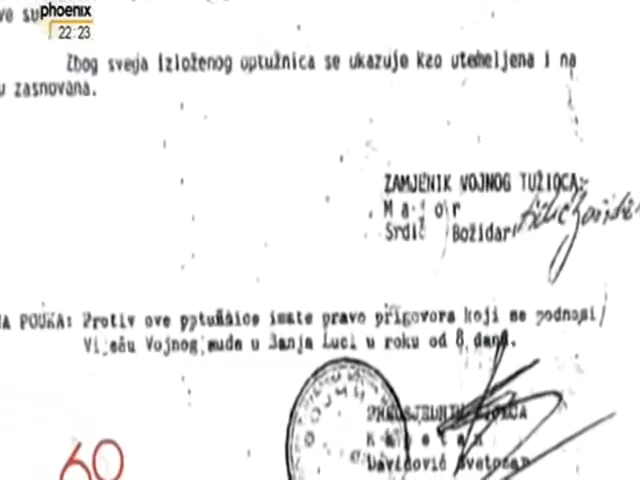 phoenix
22:23
Zbog svega izloženog optužnica se ukazuje kao utemeljena i na
zasnovana.
ZAMJENIK VOJNOG TUŽIOCA:
Major
Srdić Božidar
POUKA: Protiv ove optužnice imate pravo prigovora koji se podnosi
Vijeću Vojnog suda u Banja Luci u roku od 8 dana.
PREDSJEDNIK VIJEĆA
Kapetan
Davidović Svetozar
60